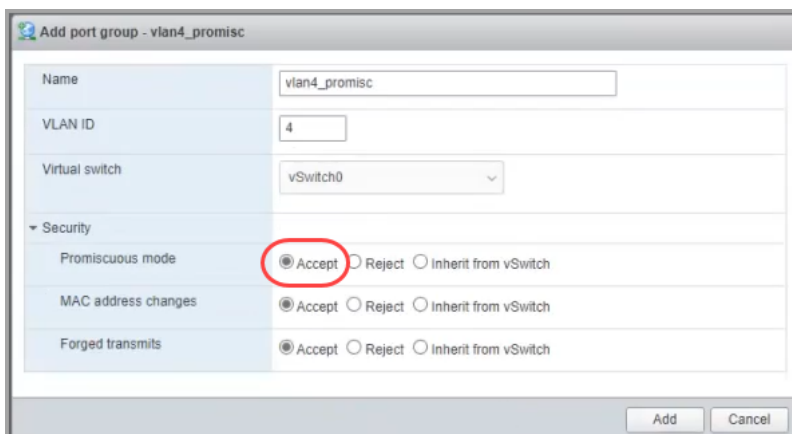 Add port group - vlan4_promisc
Name vlan4_promisc
VLAN ID 4
Virtual switch vSwitch0
Security
Promiscuous mode Accept Reject Inherit from vSwitch
MAC address changes Accept Reject Inherit from vSwitch
Forged transmits Accept Reject Inherit from vSwitch
Add Cancel